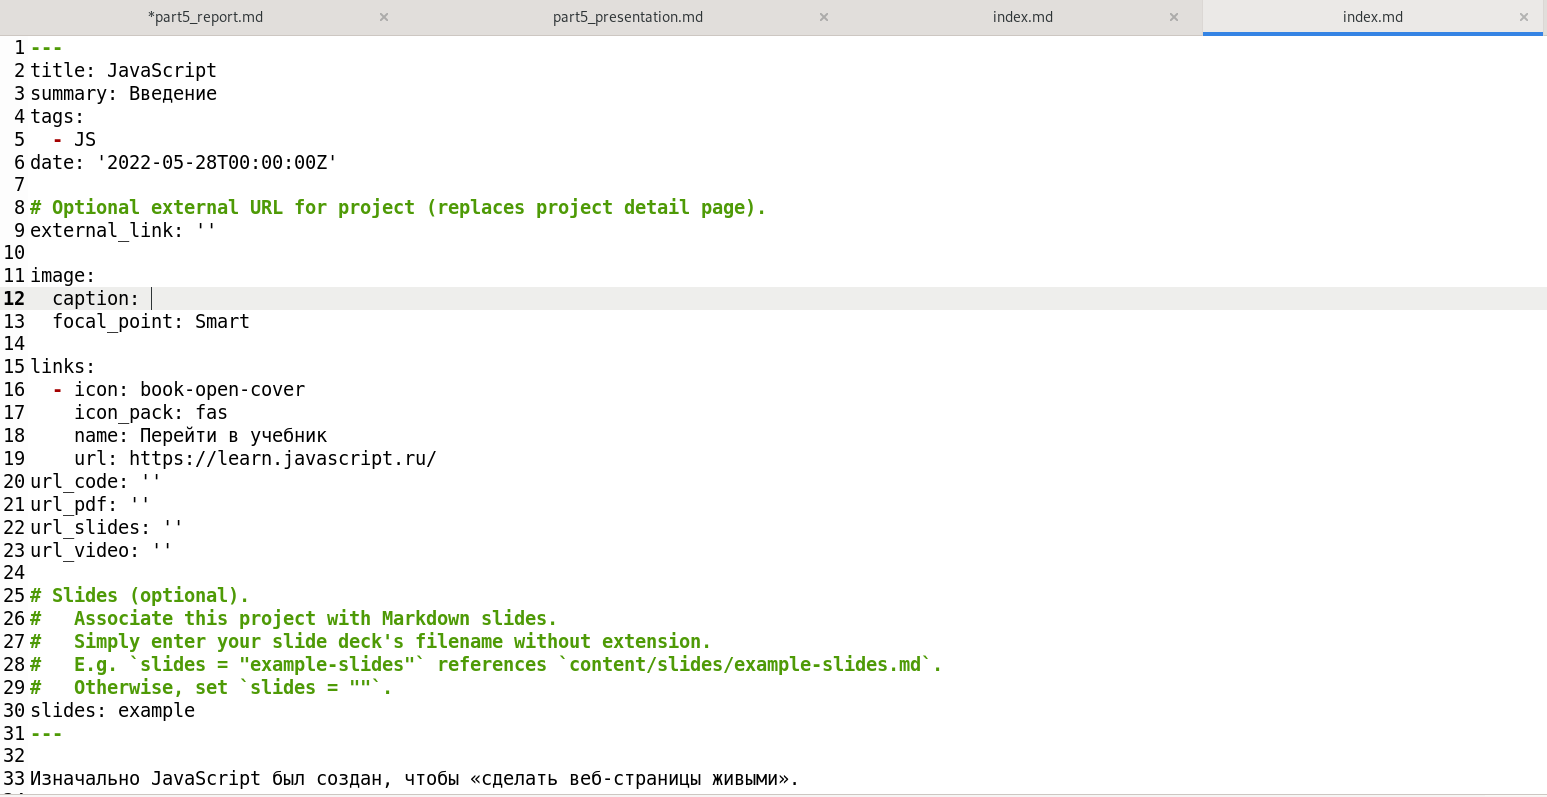 *part5_report.md × part5_presentation.md × index.md × index.md ×
1 ---
2 title: JavaScript
3 summary: Введение
4 tags:
5   - JS
6 date: '2022-05-28T00:00:00Z'
7
8 # Optional external URL for project (replaces project detail page).
9 external_link: ''
10
11 image:
12   caption:
13   focal_point: Smart
14
15 links:
16   - icon: book-open-cover
17     icon_pack: fas
18     name: Перейти в учебник
19     url: https://learn.javascript.ru/
20 url_code: ''
21 url_pdf: ''
22 url_slides: ''
23 url_video: ''
24
25 # Slides (optional).
26 #   Associate this project with Markdown slides.
27 #   Simply enter your slide deck's filename without extension.
28 #   E.g. `slides = "example-slides"` references `content/slides/example-slides.md`.
29 #   Otherwise, set `slides = ""`.
30 slides: example
31 ---
32
33 Изначально JavaScript был создан, чтобы «сделать веб-страницы живыми».